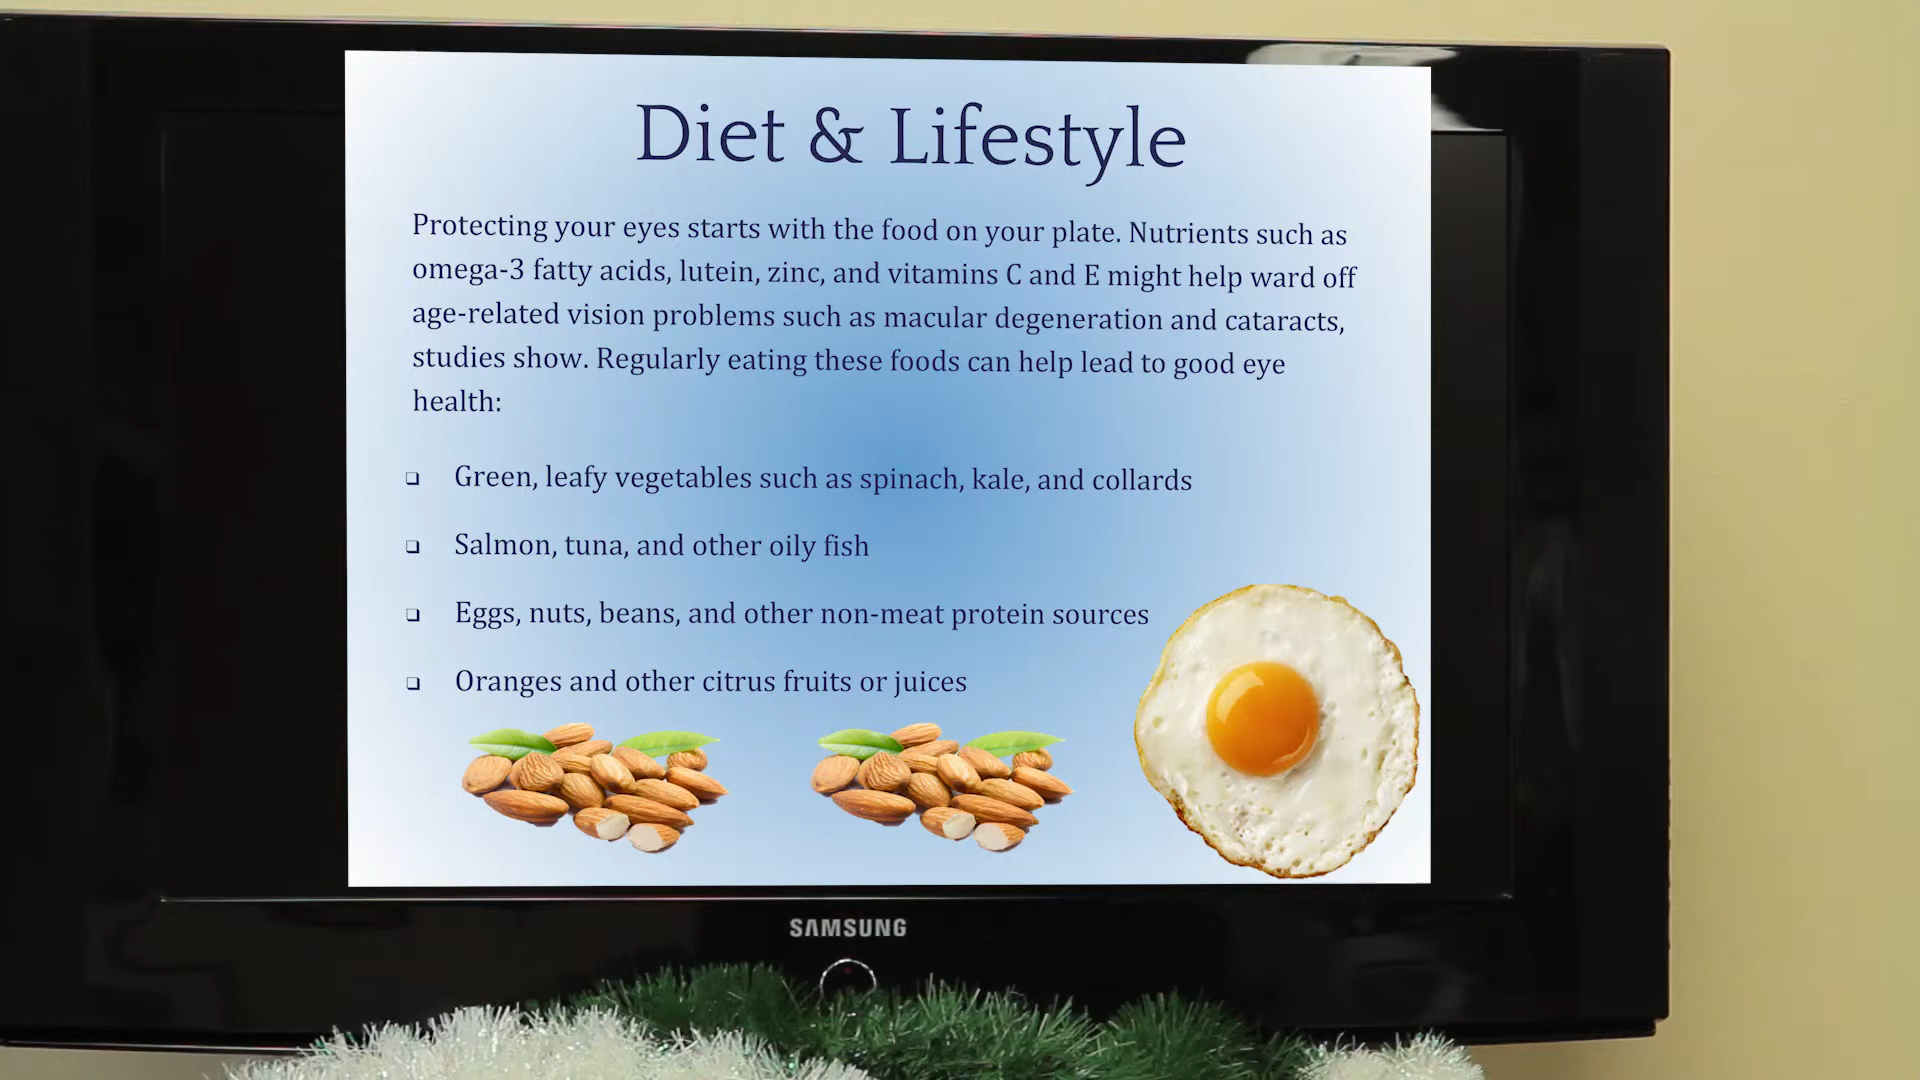 Diet & Lifestyle
Protecting your eyes starts with the food on your plate. Nutrients such as
omega-3 fatty acids, lutein, zinc, and vitamins C and E might help ward off
age-related vision problems such as macular degeneration and cataracts,
studies show. Regularly eating these foods can help lead to good eye
health:
❑ Green, leafy vegetables such as spinach, kale, and collards
❑ Salmon, tuna, and other oily fish
❑ Eggs, nuts, beans, and other non-meat protein sources
❑ Oranges and other citrus fruits or juices
SAMSUNG